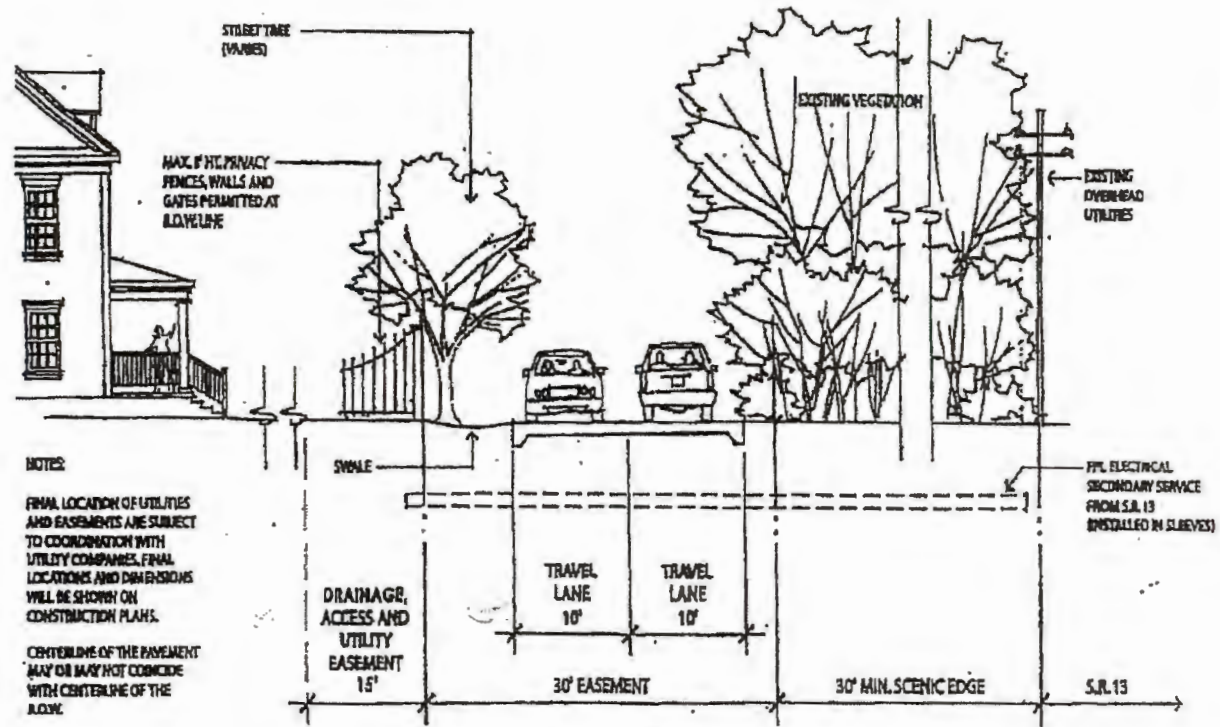 STREET TREE
(VARIES)
EXISTING VEGETATION
MAX. HT. PRIVACY
FENCES, WALLS AND
GATES PERMITTED AT
R.O.W. LINE
EXISTING
OVERHEAD
UTILITIES
SWALE
FPL ELECTRICAL
SECONDARY SERVICE
FROM S.R. 13
(INSTALLED IN SLEEVES)
NOTES:
FINAL LOCATION OF UTILITIES
AND EASEMENTS ARE SUBJECT
TO COORDINATION WITH
UTILITY COMPANIES. FINAL
LOCATIONS AND DIMENSIONS
WILL BE SHOWN ON
CONSTRUCTION PLANS.
CENTERLINE OF THE PAVEMENT
MAY OR MAY NOT COINCIDE
WITH CENTERLINE OF THE
R.O.W.
DRAINAGE,
ACCESS AND
UTILITY
EASEMENT
15'
TRAVEL
LANE
10'
TRAVEL
LANE
10'
30' EASEMENT
30' MIN. SCENIC EDGE
S.R. 13